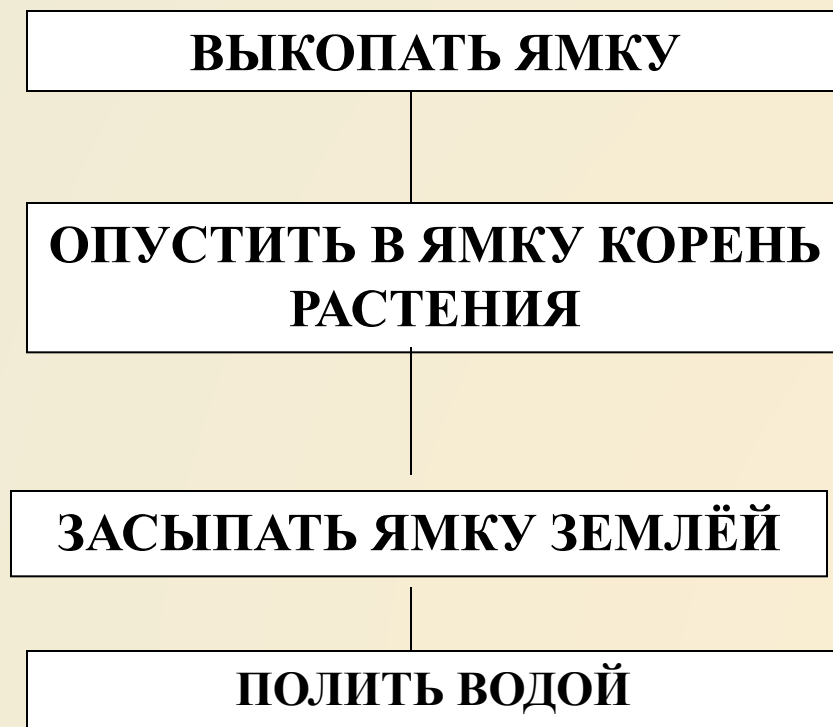 ВЫКОПАТЬ ЯМКУ
ОПУСТИТЬ В ЯМКУ КОРЕНЬ
РАСТЕНИЯ
ЗАСЫПАТЬ ЯМКУ ЗЕМЛЁЙ
ПОЛИТЬ ВОДОЙ